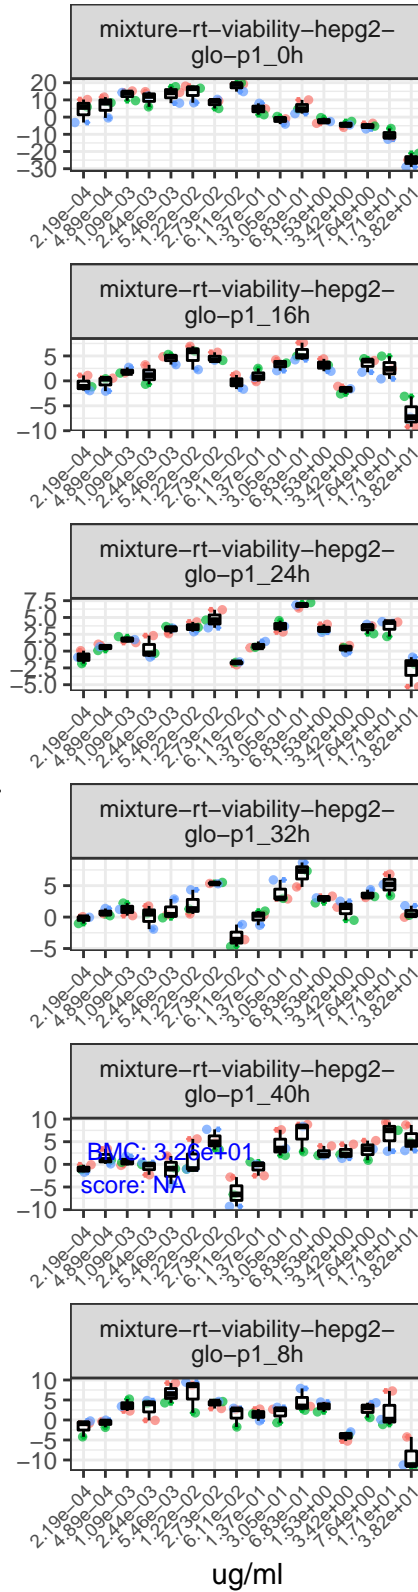 mixture−rt−viability−hepg2−
glo−p1_0h
20
10
0
−10
−20
−30
2.19e−04
4.89e−04
1.09e−03
2.44e−03
5.46e−03
1.22e−02
2.73e−02
6.11e−02
1.37e−01
3.05e−01
6.83e−01
1.53e+00
3.42e+00
7.64e+00
1.71e+01
3.82e+01
mixture−rt−viability−hepg2−
glo−p1_16h
5
0
−5
−10
2.19e−04
4.89e−04
1.09e−03
2.44e−03
5.46e−03
1.22e−02
2.73e−02
6.11e−02
1.37e−01
3.05e−01
6.83e−01
1.53e+00
3.42e+00
7.64e+00
1.71e+01
3.82e+01
mixture−rt−viability−hepg2−
glo−p1_24h
7.5
5.0
2.5
0.0
−2.5
−5.0
2.19e−04
4.89e−04
1.09e−03
2.44e−03
5.46e−03
1.22e−02
2.73e−02
6.11e−02
1.37e−01
3.05e−01
6.83e−01
1.53e+00
3.42e+00
7.64e+00
1.71e+01
3.82e+01
mixture−rt−viability−hepg2−
glo−p1_32h
5
0
−5
2.19e−04
4.89e−04
1.09e−03
2.44e−03
5.46e−03
1.22e−02
2.73e−02
6.11e−02
1.37e−01
3.05e−01
6.83e−01
1.53e+00
3.42e+00
7.64e+00
1.71e+01
3.82e+01
mixture−rt−viability−hepg2−
glo−p1_40h
10
5
0
−5
−10
BMC: 3.26e+01
score: NA
2.19e−04
4.89e−04
1.09e−03
2.44e−03
5.46e−03
1.22e−02
2.73e−02
6.11e−02
1.37e−01
3.05e−01
6.83e−01
1.53e+00
3.42e+00
7.64e+00
1.71e+01
3.82e+01
mixture−rt−viability−hepg2−
glo−p1_8h
10
5
0
−5
−10
2.19e−04
4.89e−04
1.09e−03
2.44e−03
5.46e−03
1.22e−02
2.73e−02
6.11e−02
1.37e−01
3.05e−01
6.83e−01
1.53e+00
3.42e+00
7.64e+00
1.71e+01
3.82e+01
ug/ml